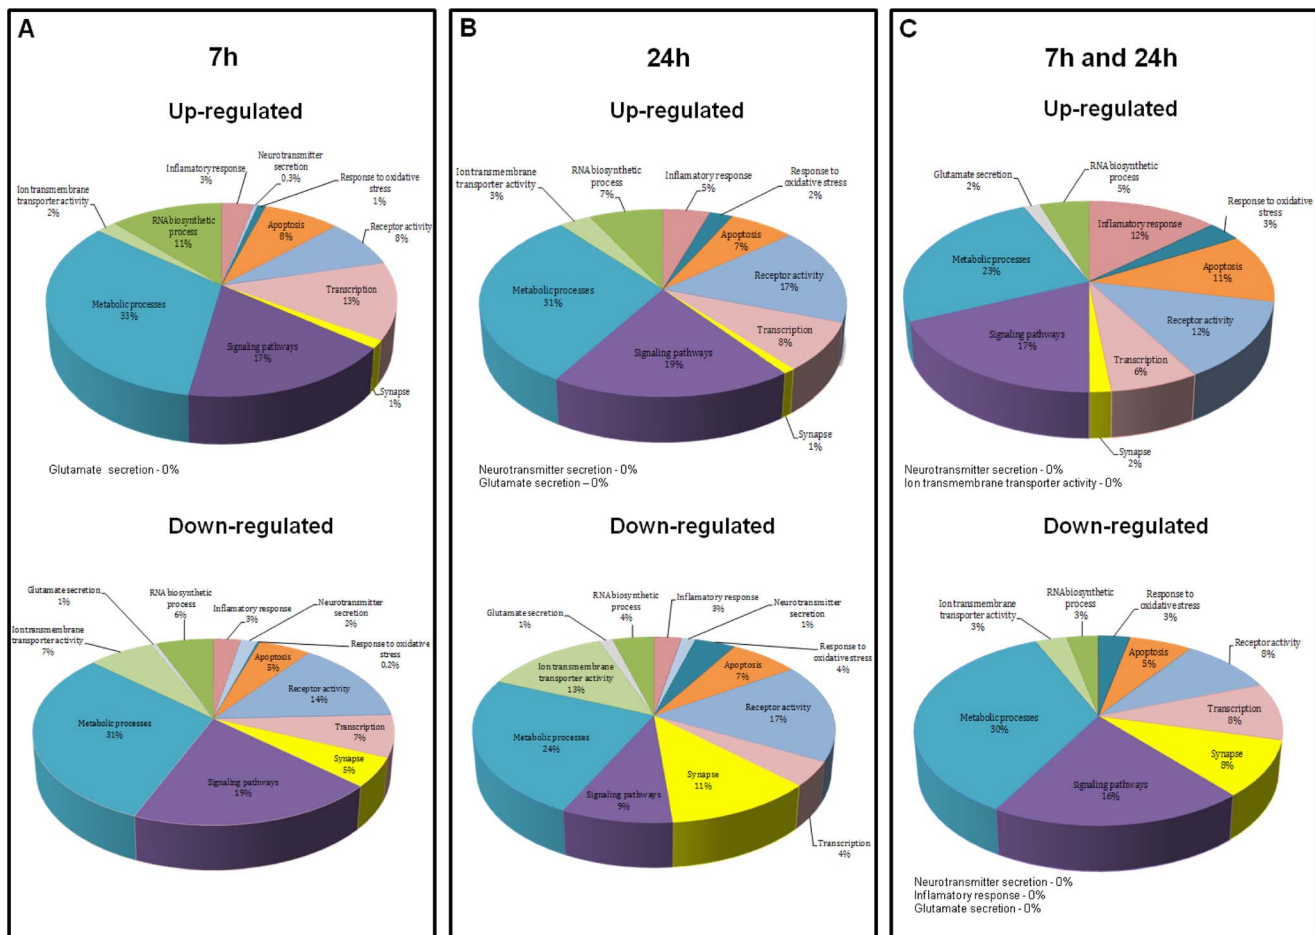 A
7h
Up-regulated
Inflamatory response
3%
Neurotransmitter
secretion
0.3%
Response to oxidative
stress
1%
Ion transmembrane
transporter activity
2%
RNA biosynthetic
process
11%
Apoptosis
8%
Receptor activity
8%
Transcription
13%
Metabolic processes
33%
Signaling pathways
17%
Synapse
1%
Glutamate secretion - 0%
Down-regulated
Glutamate secretion
1%
RNA biosynthetic
process
6%
Inflamatory response
3%
Neurotransmitter
secretion
2%
Ion transmembrane
transporter activity
7%
Response to oxidative
stress
0,2%
Apoptosis
5%
Receptor activity
14%
Metabolic processes
31%
Transcription
7%
Synapse
5%
Signaling pathways
19%
B
24h
Up-regulated
Ion transmembrane
transporter activity
3%
RNA biosynthetic
process
7%
Inflamatory response
5%
Response to
oxidative stress
2%
Apoptosis
7%
Receptor activity
17%
Metabolic processes
31%
Transcription
8%
Signaling pathways
19%
Synapse
1%
Neurotransmitter secretion - 0%
Glutamate secretion – 0%
Down-regulated
Glutamate secretion
1%
RNA biosynthetic
process
4%
Inflamatory response
3%
Neurotransmitter
secretion
1%
Response to
oxidative stress
4%
Ion transmembrane
transporter activity
13%
Apoptosis
7%
Receptor activity
17%
Metabolic processes
24%
Synapse
11%
Signaling pathways
9%
Transcription
4%
C
7h and 24h
Up-regulated
Glutamate secretion
2%
RNA biosynthetic
process
5%
Inflamatory response
12%
Response to oxidative
stress
3%
Metabolic processes
23%
Apoptosis
11%
Receptor activity
12%
Signaling pathways
17%
Transcription
6%
Synapse
2%
Neurotransmitter secretion - 0%
Ion transmembrane transporter activity - 0%
Down-regulated
Ion transmembrane
transporter activity
3%
RNA biosynthetic
process
3%
Response to
oxidative stress
3%
Apoptosis
5%
Receptor activity
8%
Metabolic processes
30%
Transcription
8%
Synapse
8%
Signaling pathways
16%
Neurotransmitter secretion - 0%
Inflamatory response - 0%
Glutamate secretion - 0%